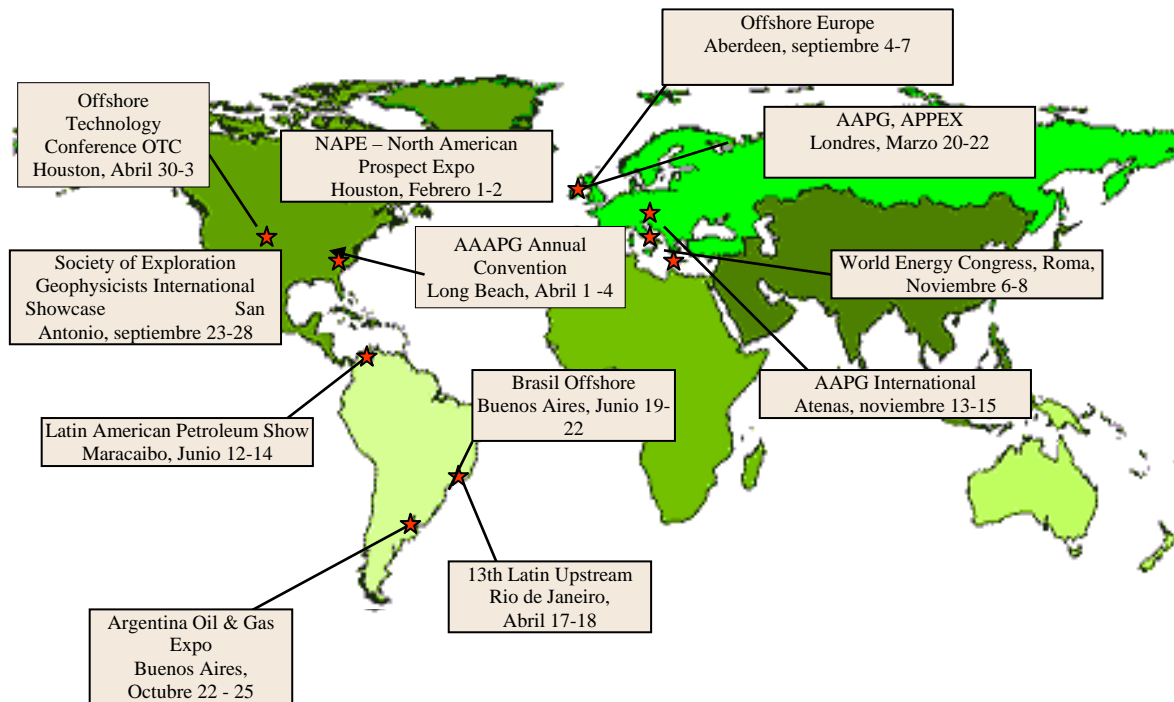 Offshore Europe
Aberdeen, septiembre 4-7
Offshore
Technology
Conference OTC
Houston, Abril 30-3
NAPE – North American
Prospect Expo
Houston, Febrero 1-2
AAPG, APPEX
Londres, Marzo 20-22
Society of Exploration
Geophysicists International
Showcase San
Antonio, septiembre 23-28
AAAPG Annual
Convention
Long Beach, Abril 1 -4
World Energy Congress, Roma,
Noviembre 6-8
Brasil Offshore
Buenos Aires, Junio 19-
22
AAPG International
Atenas, noviembre 13-15
Latin American Petroleum Show
Maracaibo, Junio 12-14
13th Latin Upstream
Rio de Janeiro,
Abril 17-18
Argentina Oil & Gas
Expo
Buenos Aires,
Octubre 22 - 25